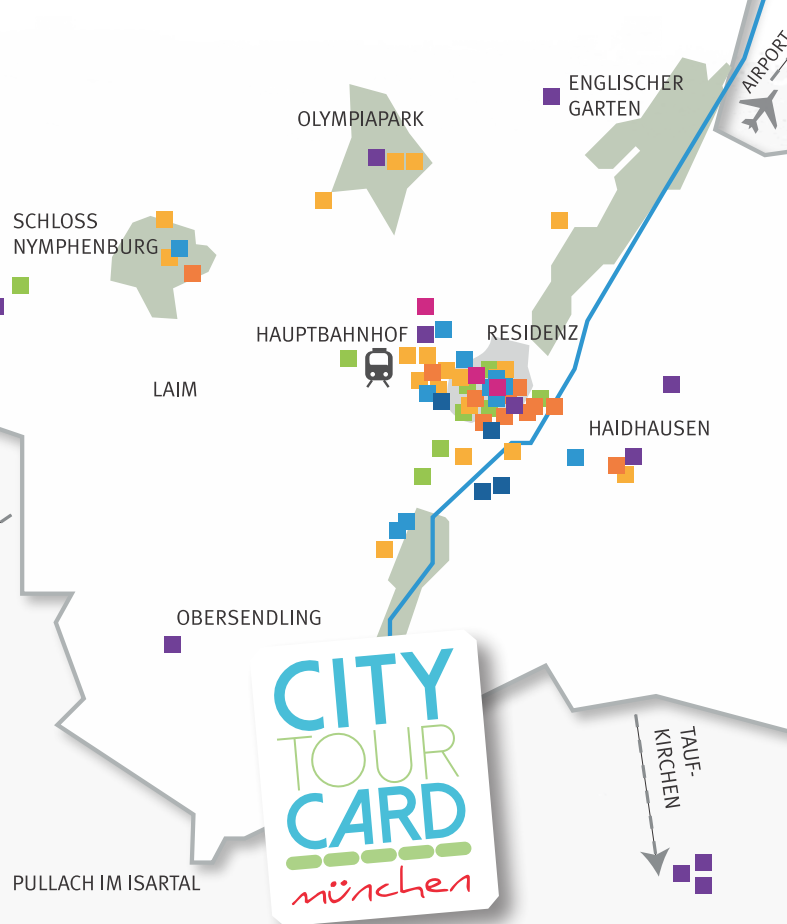 ENGLISCHER
GARTEN
AIRPORT
OLYMPIAPARK
SCHLOSS
NYMPHENBURG
HAUPTBAHNHOF
RESIDENZ
LAIM
HAIDHAUSEN
OBERSENDLING
CITY
TOUR
CARD
münchen
TAUF-
KIRCHEN
PULLACH IM ISARTAL